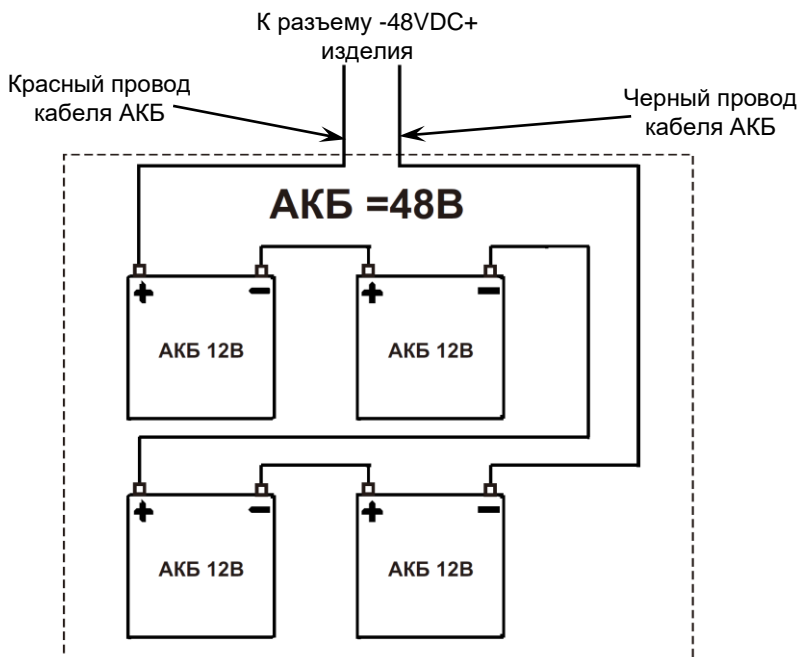 К разъему -48VDC+
изделия
Красный провод
кабеля АКБ
Черный провод
кабеля АКБ
АКБ =48В
+ - + -
АКБ 12В АКБ 12В
+ - + -
АКБ 12В АКБ 12В